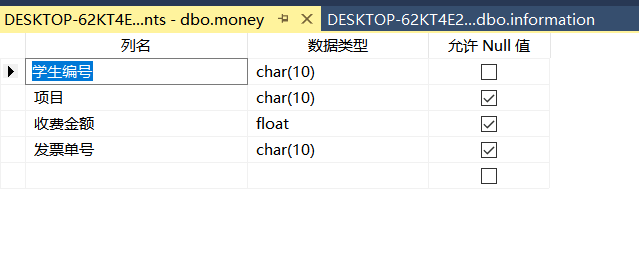 DESKTOP-62KT4E...nts - dbo.money DESKTOP-62KT4E2...dbo.information
列名 数据类型 允许 Null 值
学生编号 char(10)
项目 char(10)
收费金额 float
发票单号 char(10)